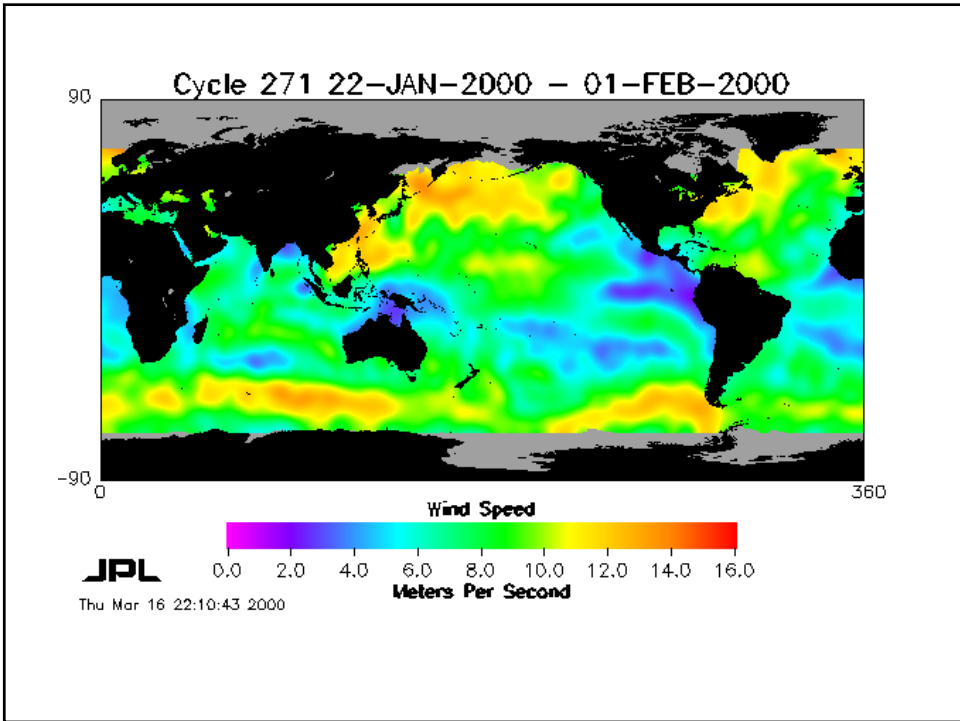 Cycle 271 22-JAN-2000 - 01-FEB-2000
90
-90
0 360
Wind Speed
0.0 2.0 4.0 6.0 8.0 10.0 12.0 14.0 16.0
Meters Per Second
JPL
Thu Mar 16 22:10:43 2000